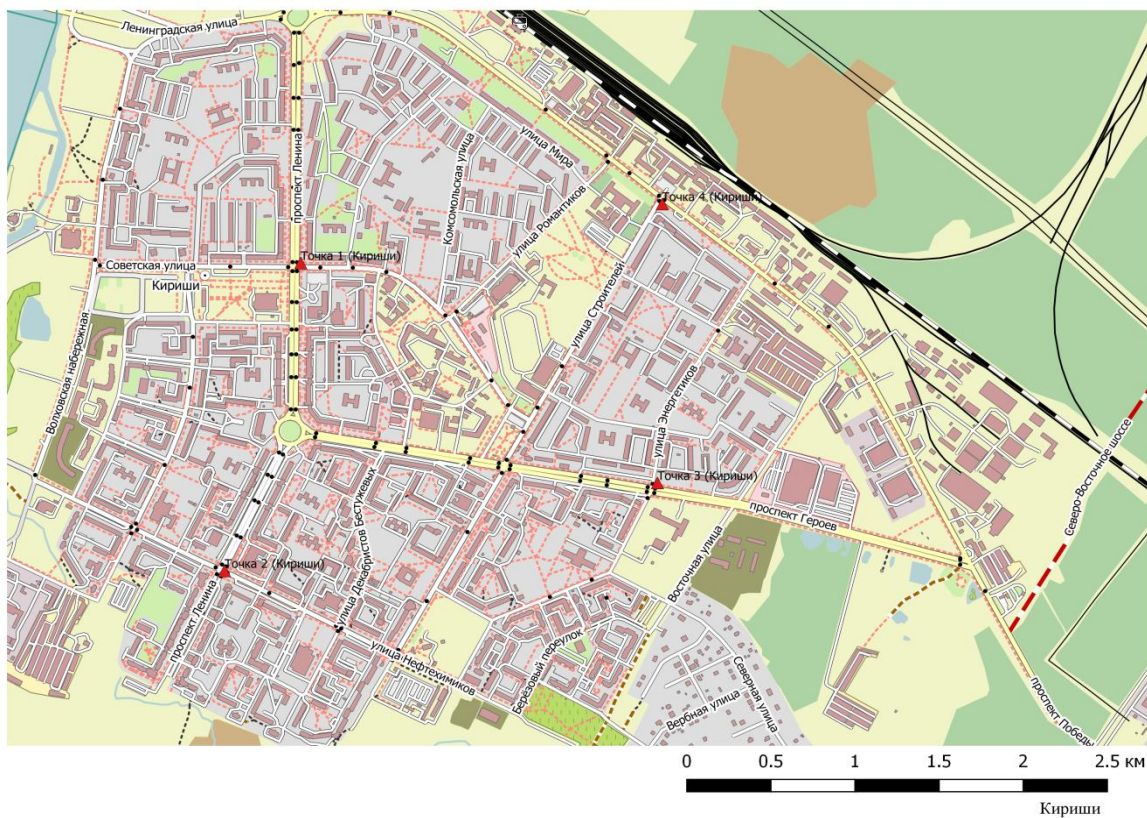 Ленинградская улица
проспект Ленина
Комсомольская улица
улица Мира
улица Романтиков
Точка 4 (Кириши)
Точка 1 (Кириши)
Советская улица
Кириши
Волховская набережная
улица Строителей
улица Энергетиков
Северо-Восточное шоссе
Точка 3 (Кириши)
проспект Героев
улица Декабристов Бестужевых
Точка 2 (Кириши)
проспект Ленина
улица Нефтехимиков
Восточная улица
Берёзовый переулок
Северная улица
Вербная улица
проспект Победы
0 0.5 1 1.5 2 2.5 км
Кириши